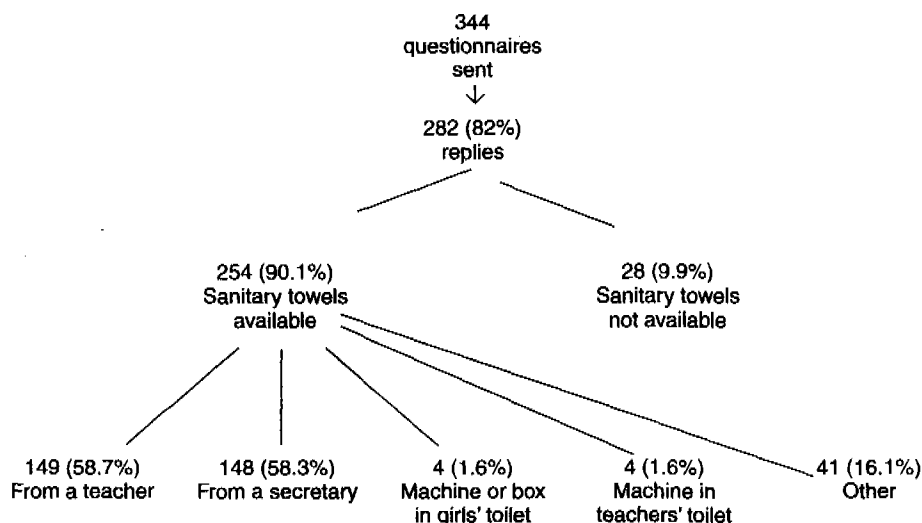 344
questionnaires
sent
282 (82%)
replies
254 (90.1%)
Sanitary towels
available
28 (9.9%)
Sanitary towels
not available
149 (58.7%)
From a teacher
148 (58.3%)
From a secretary
4 (1.6%)
Machine or box
in girls' toilet
4 (1.6%)
Machine in
teachers' toilet
41 (16.1%)
Other